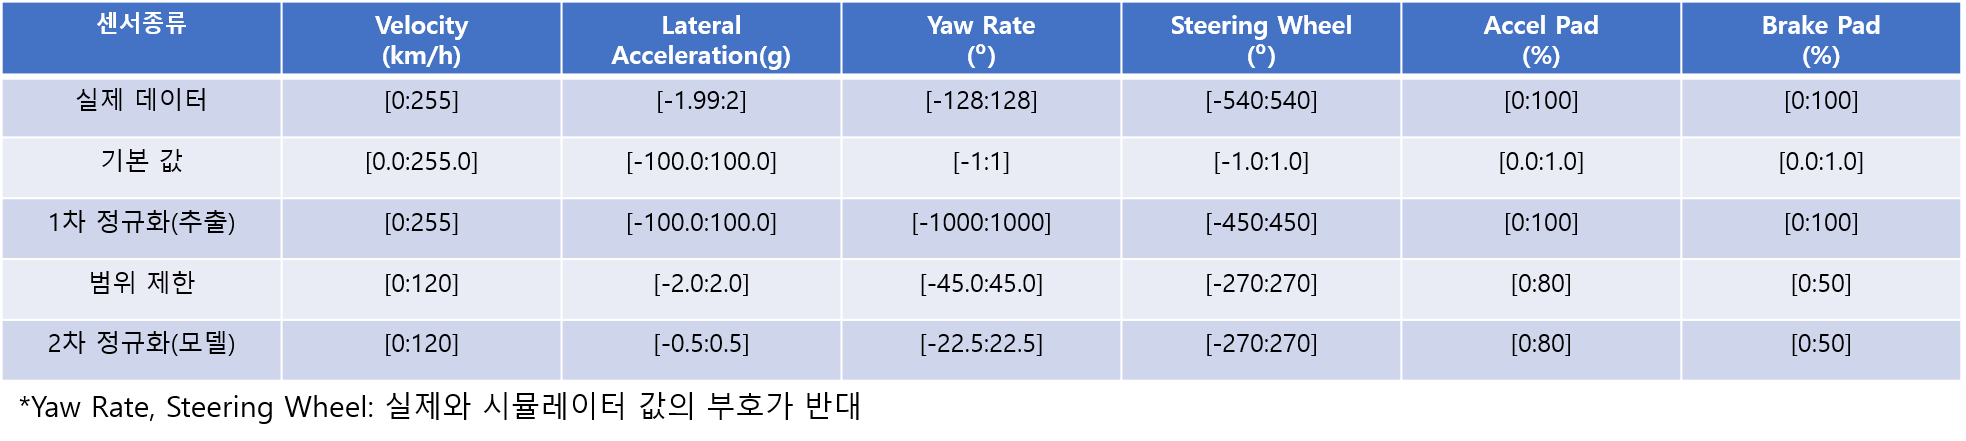 센서종류 Velocity (km/h) Lateral Acceleration(g) Yaw Rate (º) Steering Wheel (º) Accel Pad (%) Brake Pad (%)
실제 데이터 [0:255] [-1.99:2] [-128:128] [-540:540] [0:100] [0:100]
기본 값 [0.0:255.0] [-100.0:100.0] [-1:1] [-1.0:1.0] [0.0:1.0] [0.0:1.0]
1차 정규화(추출) [0:255] [-100.0:100.0] [-1000:1000] [-450:450] [0:100] [0:100]
범위 제한 [0:120] [-2.0:2.0] [-45.0:45.0] [-270:270] [0:80] [0:50]
2차 정규화(모델) [0:120] [-0.5:0.5] [-22.5:22.5] [-270:270] [0:80] [0:50]
*Yaw Rate, Steering Wheel: 실제와 시뮬레이터 값의 부호가 반대